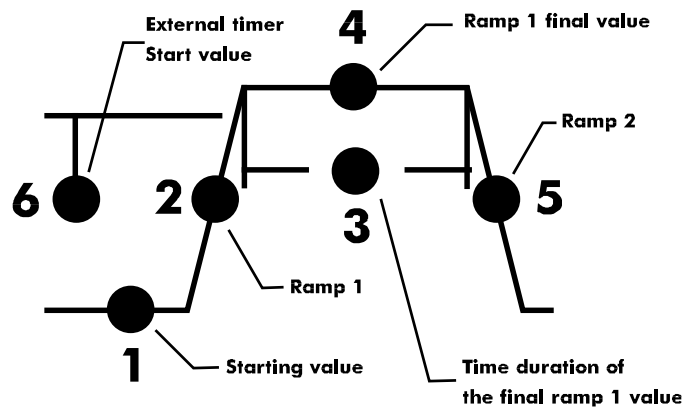 External timer
Start value
4
Ramp 1 final value
Ramp 2
6
2
3
5
Ramp 1
1
Starting value
Time duration of
the final ramp 1 value